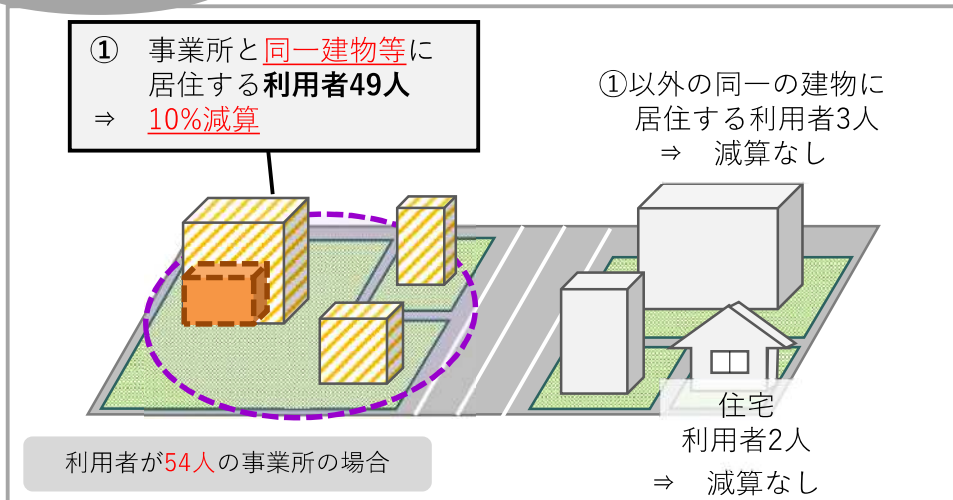 ① 事業所と同一建物等に
居住する利用者49人
⇒ 10%減算
①以外の同一の建物に
居住する利用者3人
⇒ 減算なし
住宅
利用者2人
⇒ 減算なし
利用者が54人の事業所の場合